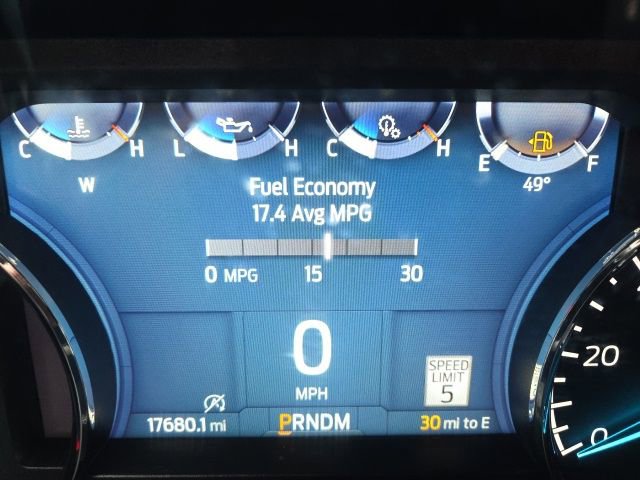 C H L H C H E F
W 49°
Fuel Economy
17.4 Avg MPG
0 MPG 15 30
0
MPH
SPEED
LIMIT
5
17680.1 mi PRNDM 30 mi to E
20
0